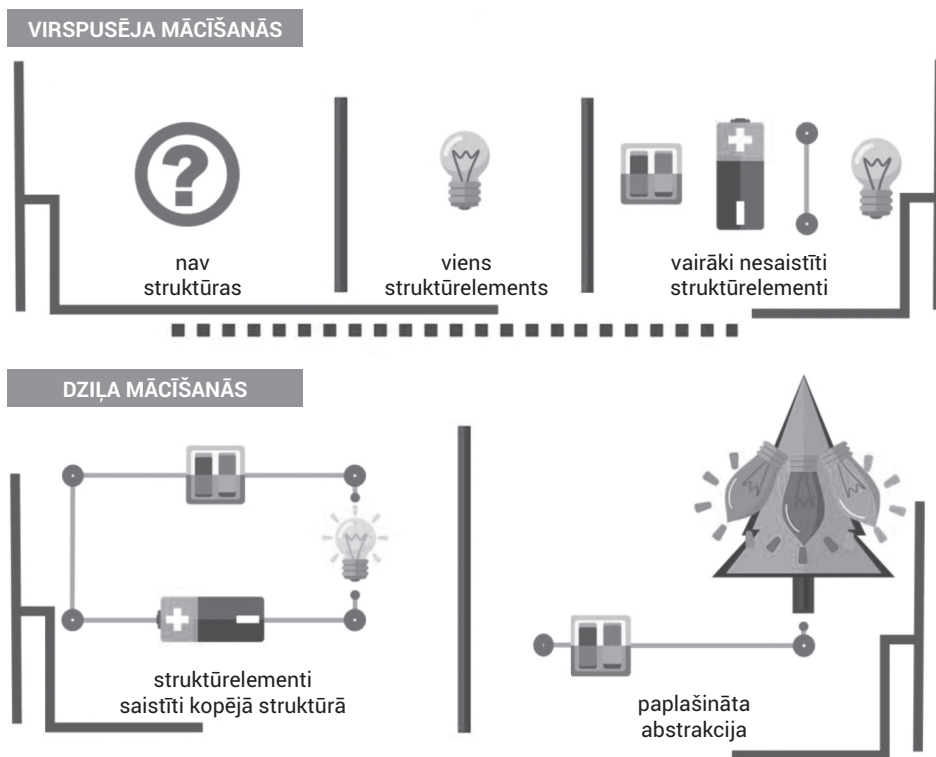 VIRSPUSĒJA MĀCĪŠANĀS
nav
struktūras
viens
struktūrelements
vairāki nesaistīti
struktūrelementi
DZIĻA MĀCĪŠANĀS
struktūrelementi
saistīti kopējā struktūrā
paplašināta
abstrakcija